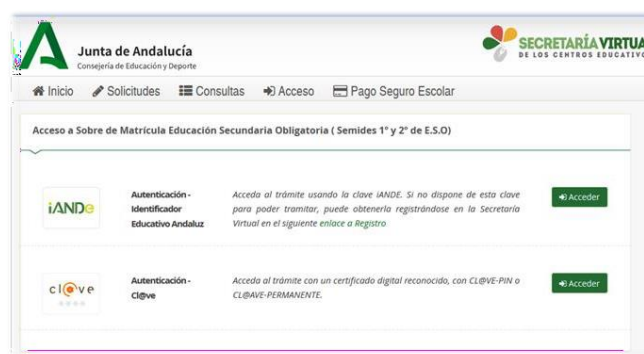 Junta de Andalucía
Consejería de Educación y Deporte
SECRETARÍA VIRTUA
DE LOS CENTROS EDUCATIVO
Inicio Solicitudes Consultas Acceso Pago Seguro Escolar
Acceso a Sobre de Matrícula Educación Secundaria Obligatoria ( Semides 1º y 2º de E.S.O)
iANDe
Autenticación -
Identificador
Educativo Andaluz
Acceda al trámite usando la clave iANDE. Si no dispone de esta clave
para poder tramitar, puede obtenerla registrándose en la Secretaría
Virtual en el siguiente enlace a Registro
Acceder
cl@ve
Autenticación -
Cl@ve
Acceda al trámite con un certificado digital reconocido, con CL@VE-PIN o
CL@AVE-PERMANENTE.
Acceder